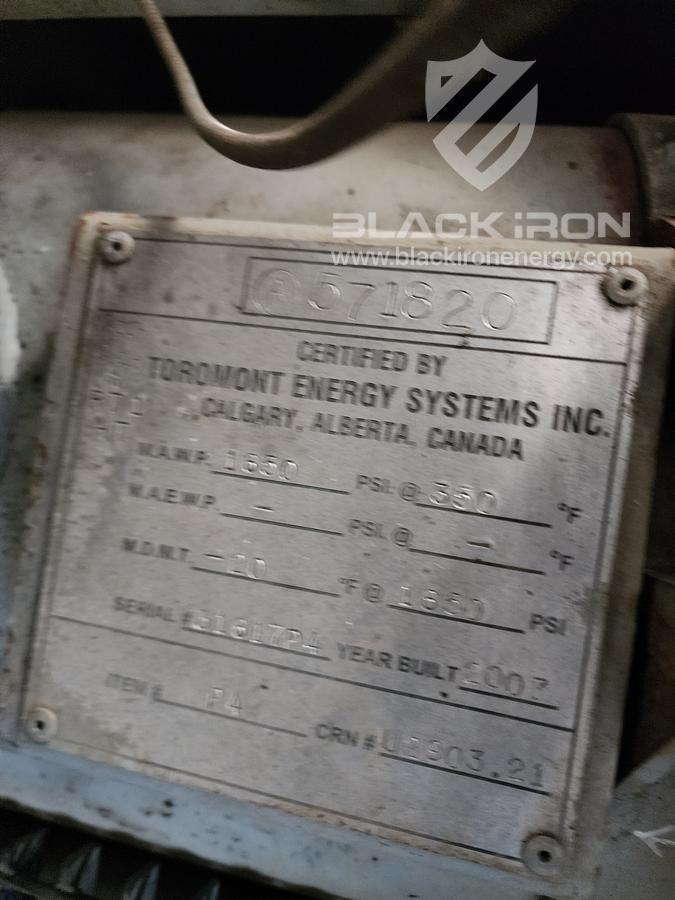 BLACK iRON
www.blackironenergy.com
Ⓐ 571820
CERTIFIED BY
TOROMONT ENERGY SYSTEMS INC.
CALGARY, ALBERTA, CANADA
M.A.W.P. 1650 PSI. @ 350 °F
M.A.E.W.P. - PSI. @ - °F
M.D.M.T. -20 °F @ 1650 PSI
SERIAL # YEAR BUILT 2007
ITEM # P4 CRN #